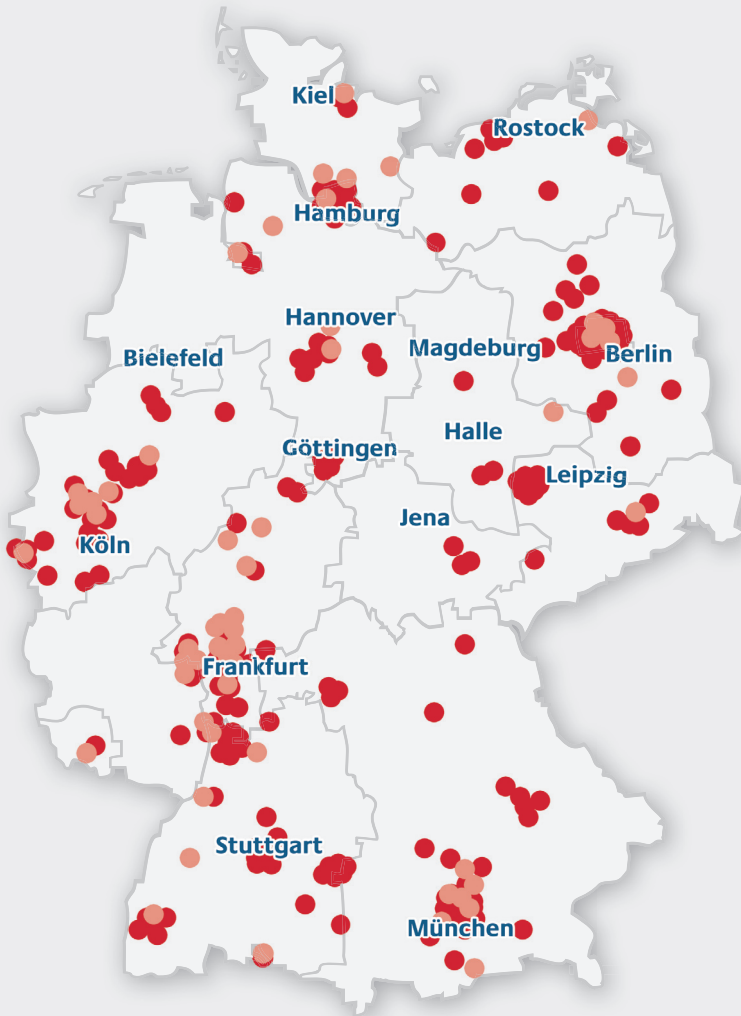 Kiel
Rostock
Hamburg
Hannover
Bielefeld
Magdeburg
Berlin
Halle
Göttingen
Leipzig
Jena
Köln
Frankfurt
Stuttgart
München